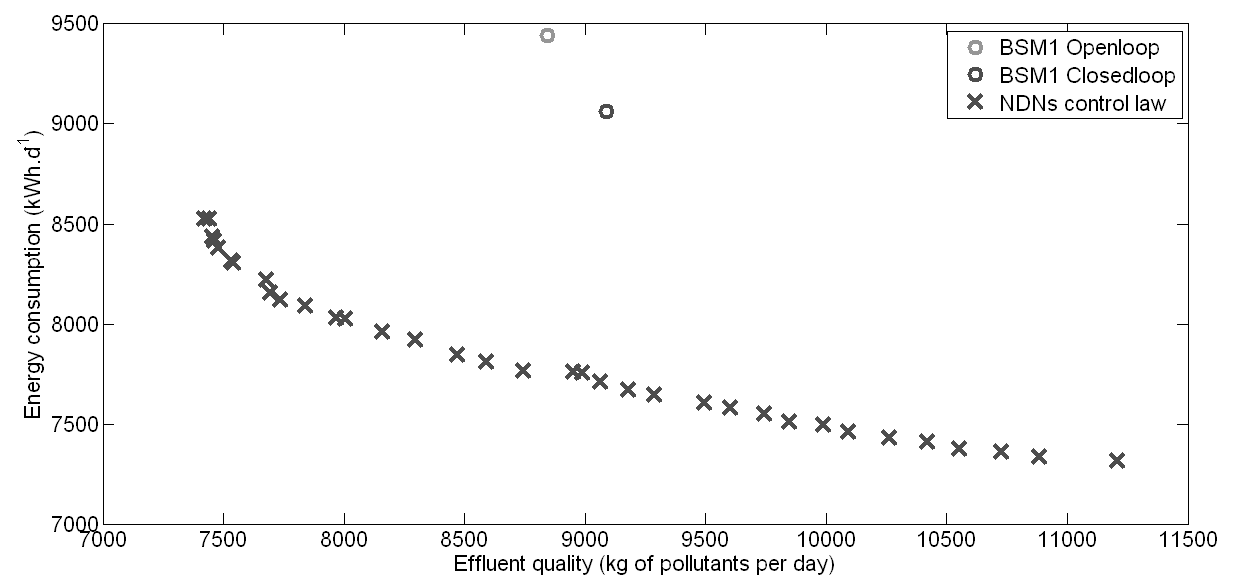 9500
9000
8500
8000
7500
7000
Energy consumption (kWh.d-1)
BSM1 Openloop
BSM1 Closedloop
NDNs control law
7000 7500 8000 8500 9000 9500 10000 10500 11000 11500
Effluent quality (kg of pollutants per day)